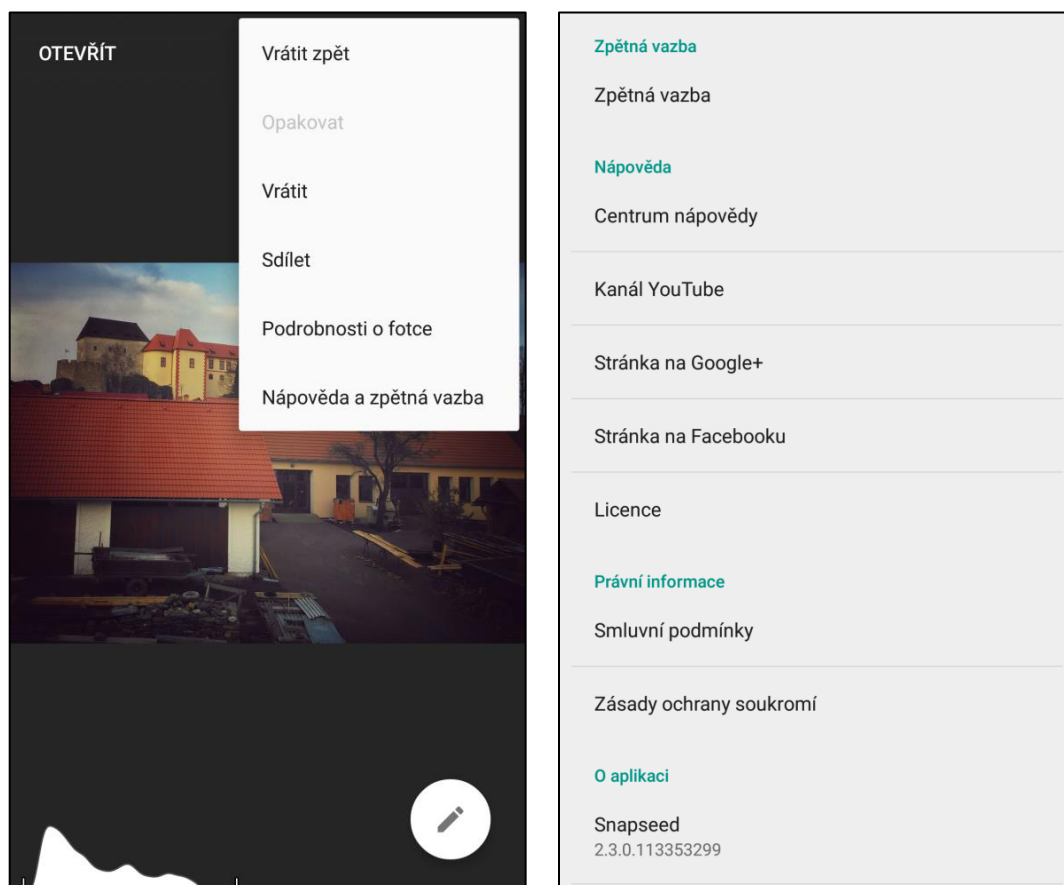 OTEVŘÍT
Vrátit zpět
Opakovat
Vrátit
Sdílet
Podrobnosti o fotce
Nápověda a zpětná vazba
Zpětná vazba
Zpětná vazba
Nápověda
Centrum nápovědy
Kanál YouTube
Stránka na Google+
Stránka na Facebooku
Licence
Právní informace
Smluvní podmínky
Zásady ochrany soukromí
O aplikaci
Snapseed
2.3.0.113353299